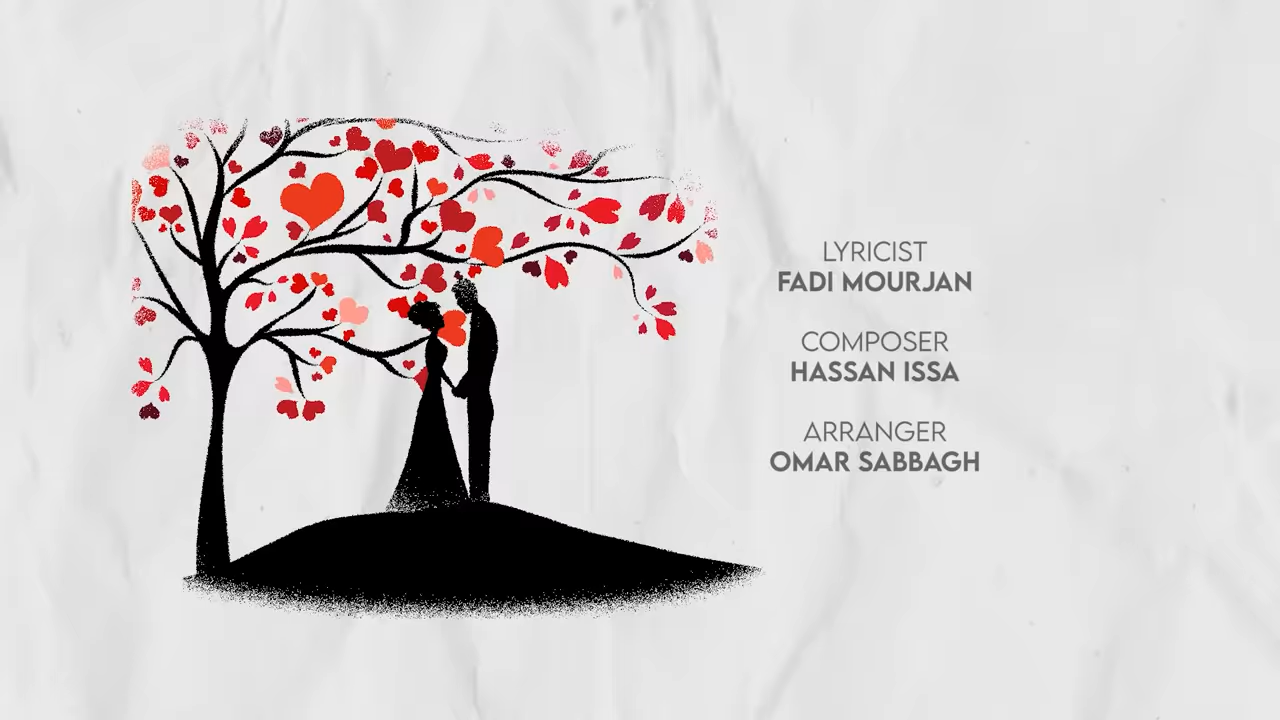 LYRICIST
FADI MOURJAN
COMPOSER
HASSAN ISSA
ARRANGER
OMAR SABBAGH